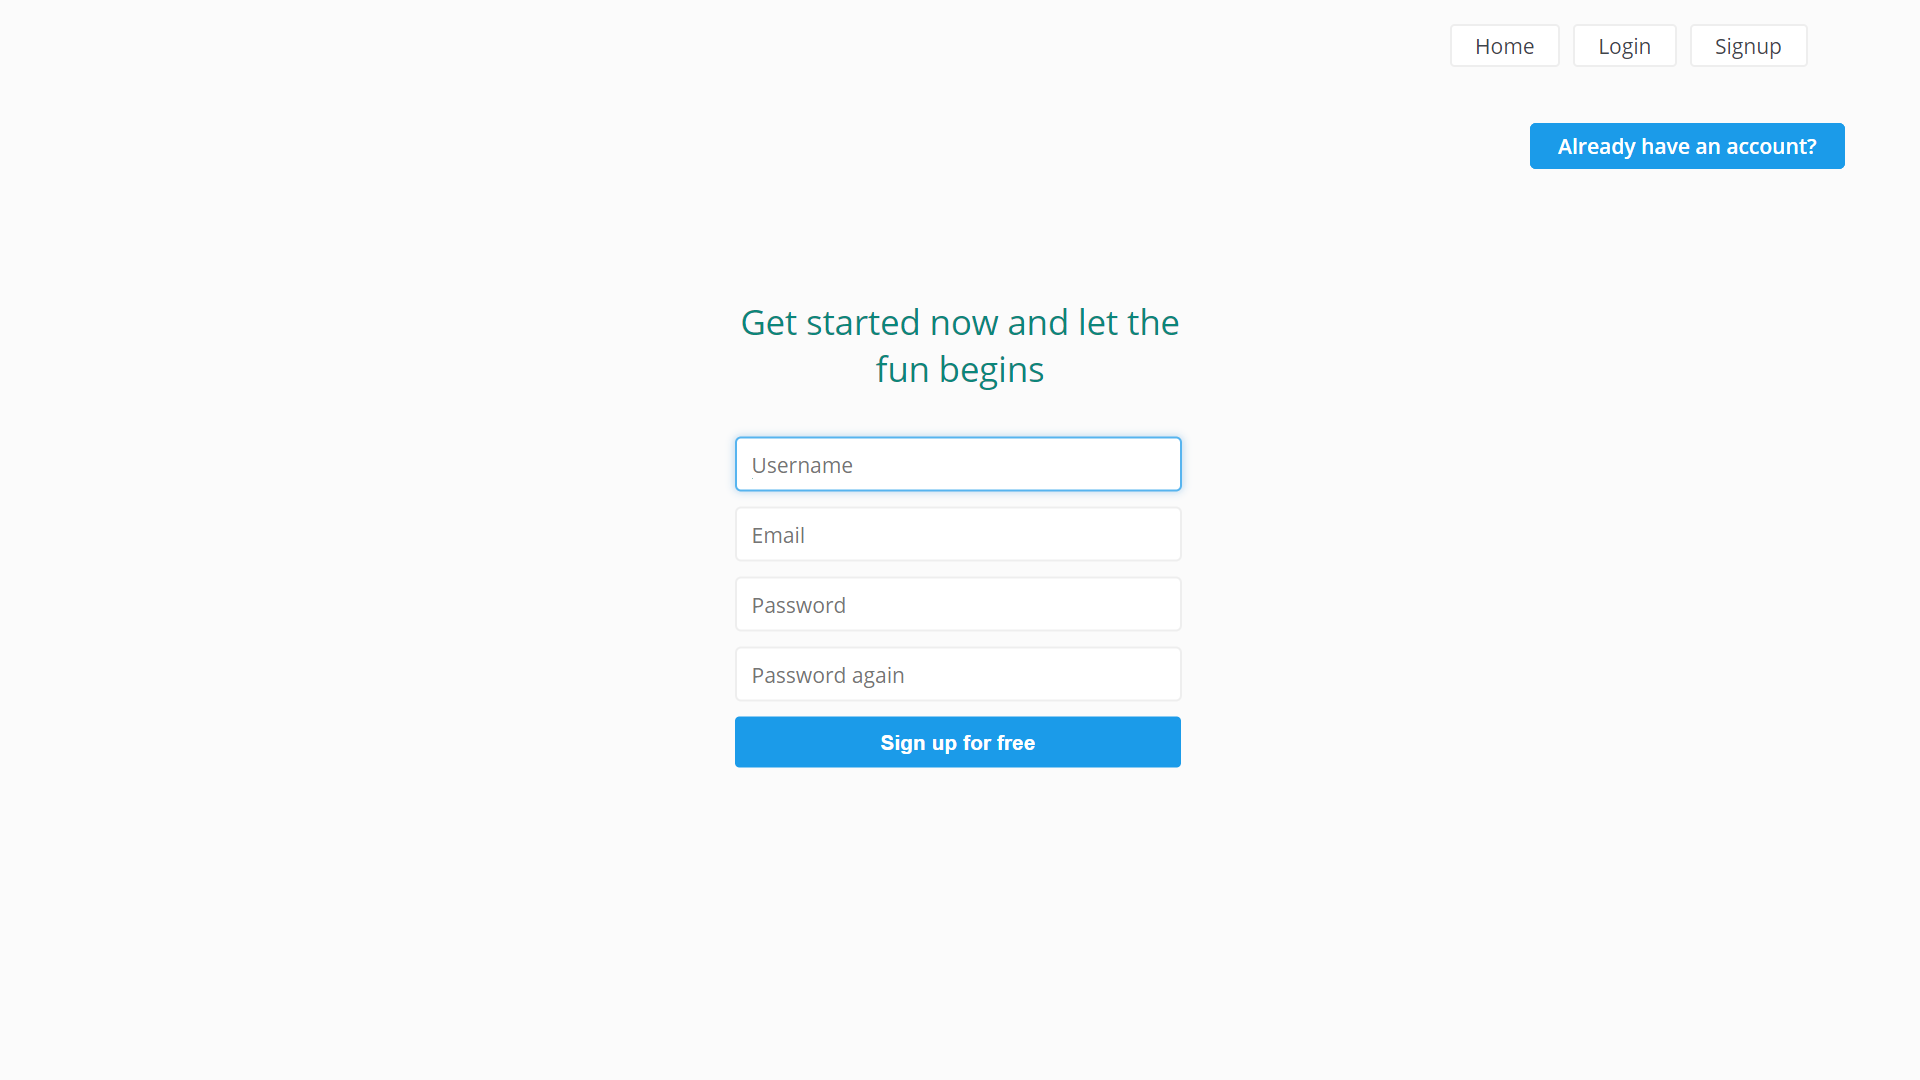 Home
Login
Signup
Already have an account?
Get started now and let the
fun begins
Username
Email
Password
Password again
Sign up for free